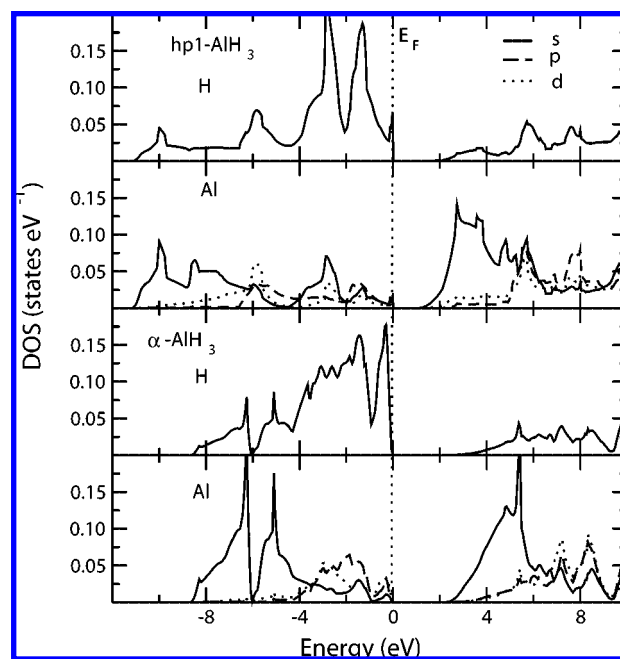 hp1-AlH3
H
EF
s
p
d
0.15
0.10
0.05
Al
0.15
0.10
0.05
DOS (states eV -1)
α-AlH3
H
0.15
0.10
0.05
Al
0.15
0.10
0.05
-8 -4 0 4 8
Energy (eV)